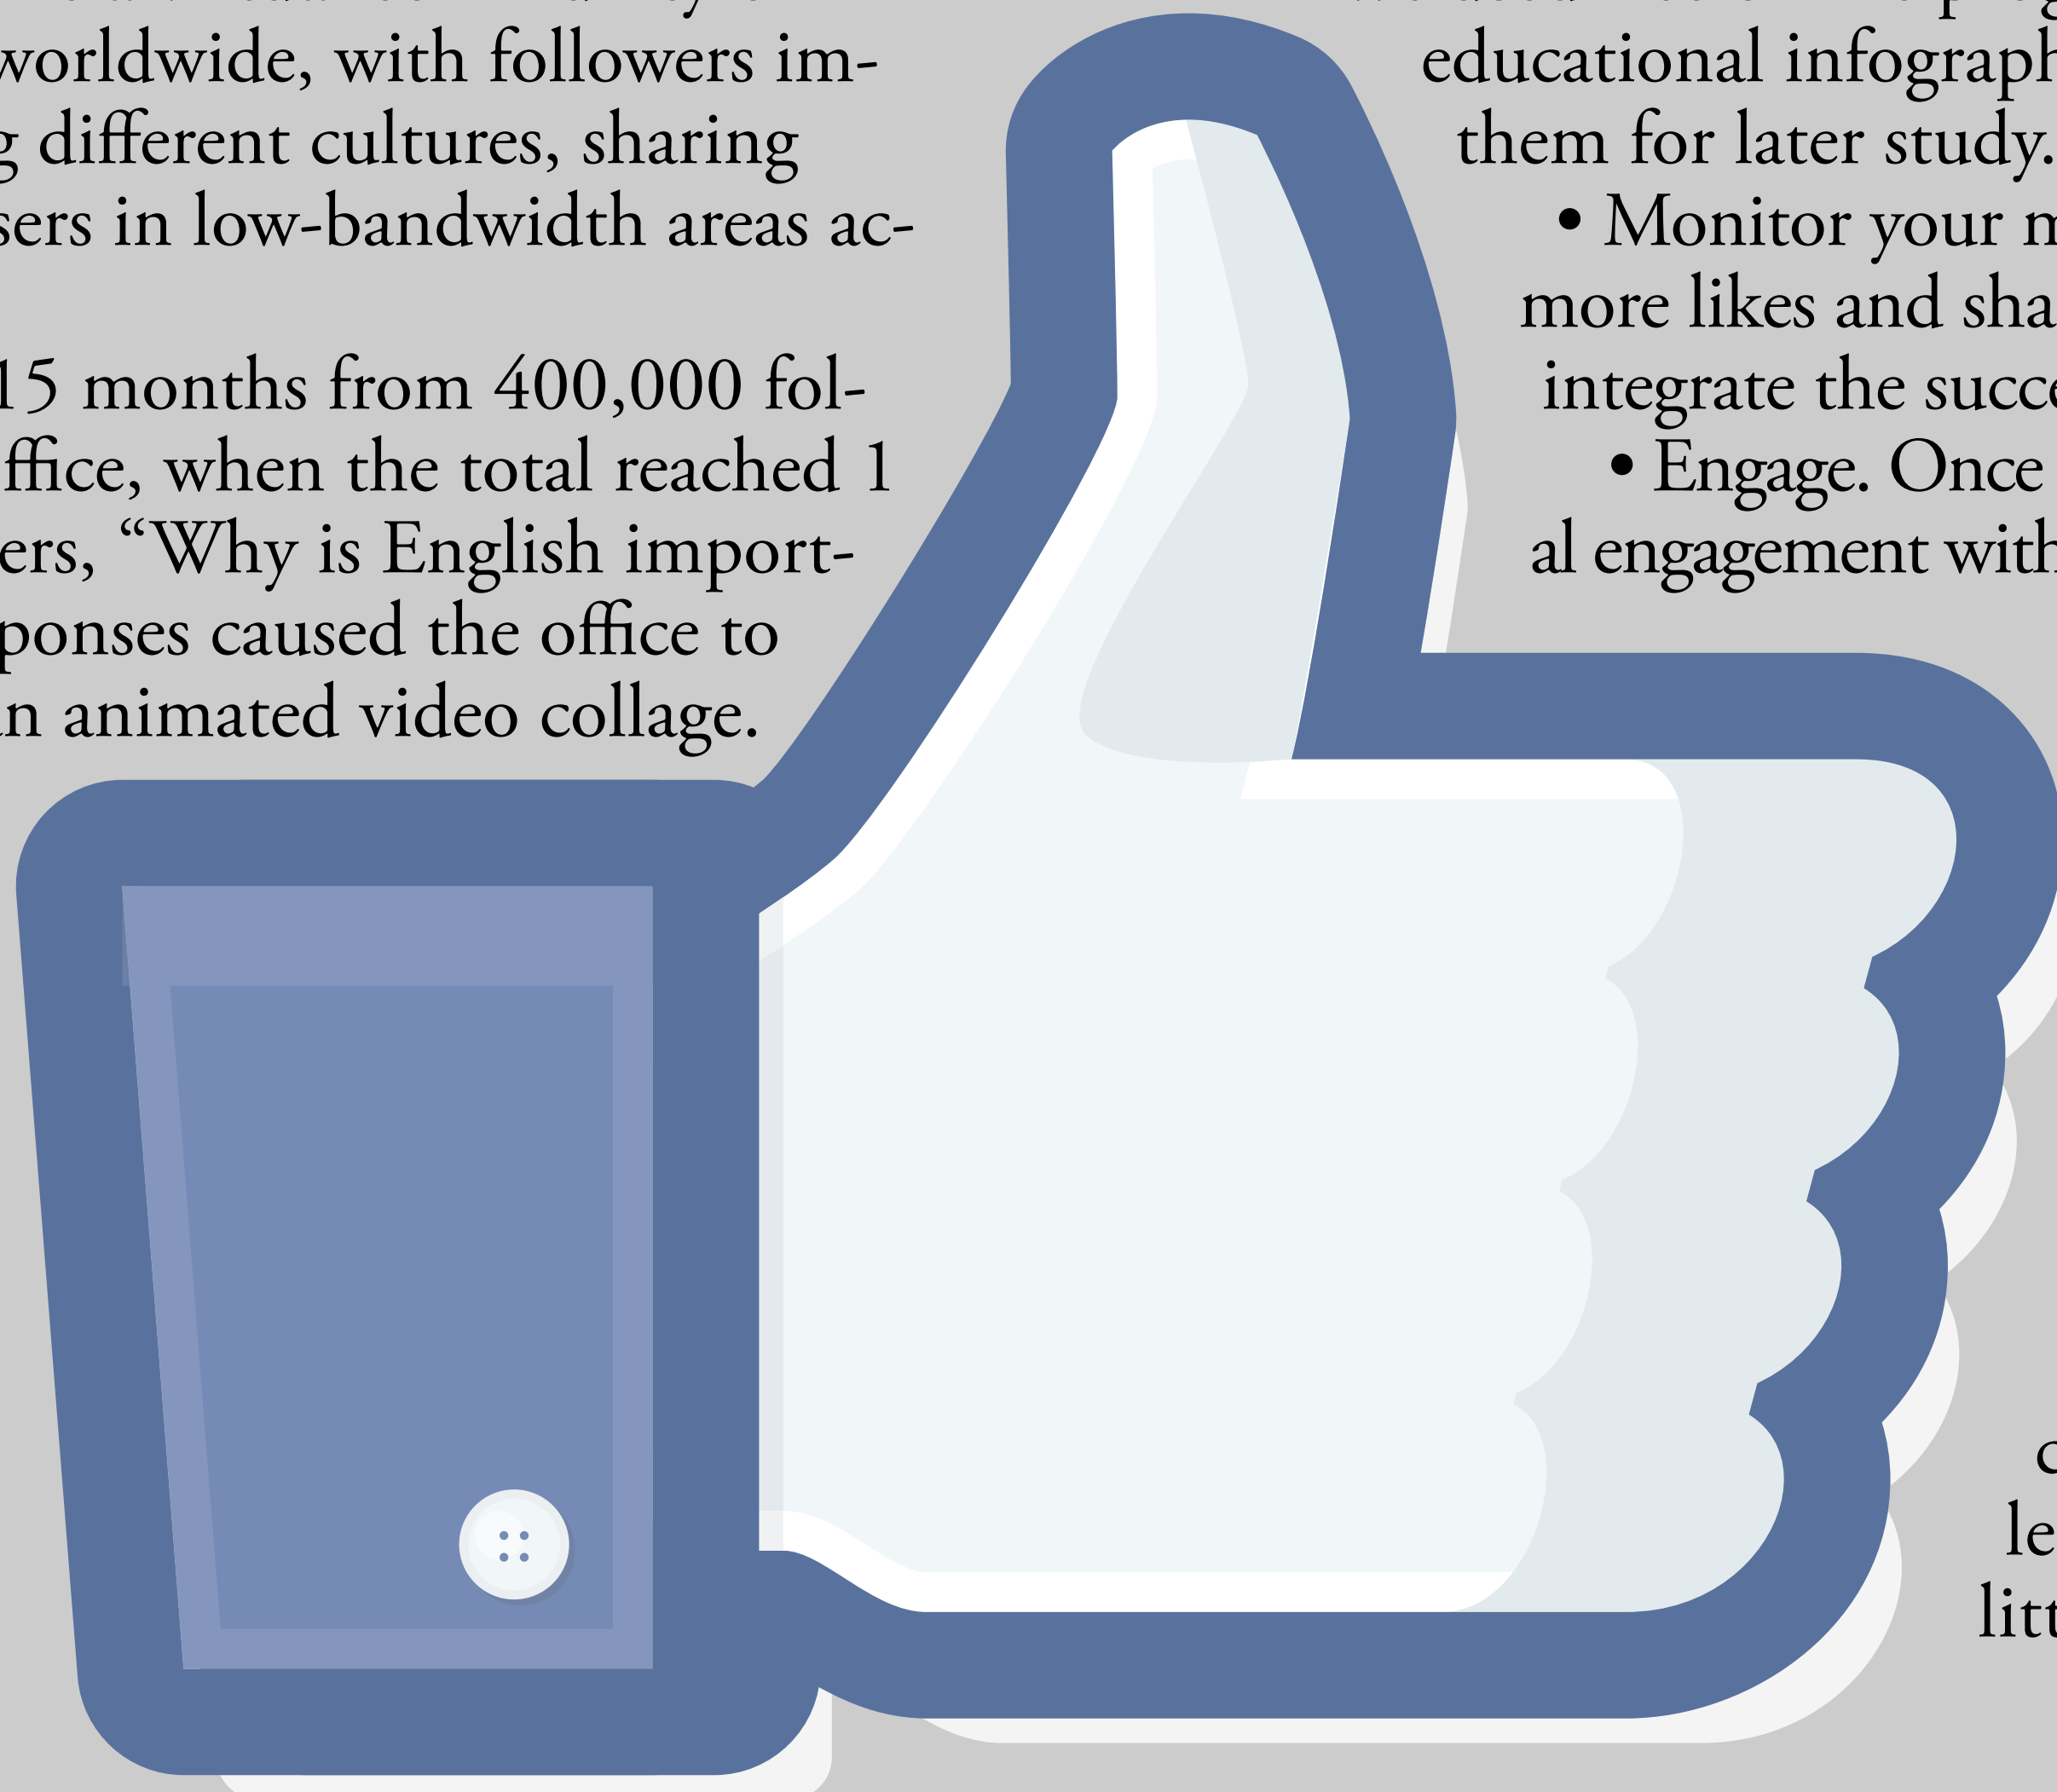 worldwide, with followers im-
g different cultures, sharing
sers in low-bandwidth areas ac-
15 months from 400,000 fol-
ffice, when the total reached 1
es, “Why is English import-
ponses caused the office to
n animated video collage.
educational infograph
them for later study.
• Monitor your m
more likes and sha
integrate the succe
• Engage. Once
al engagement with
le
litt